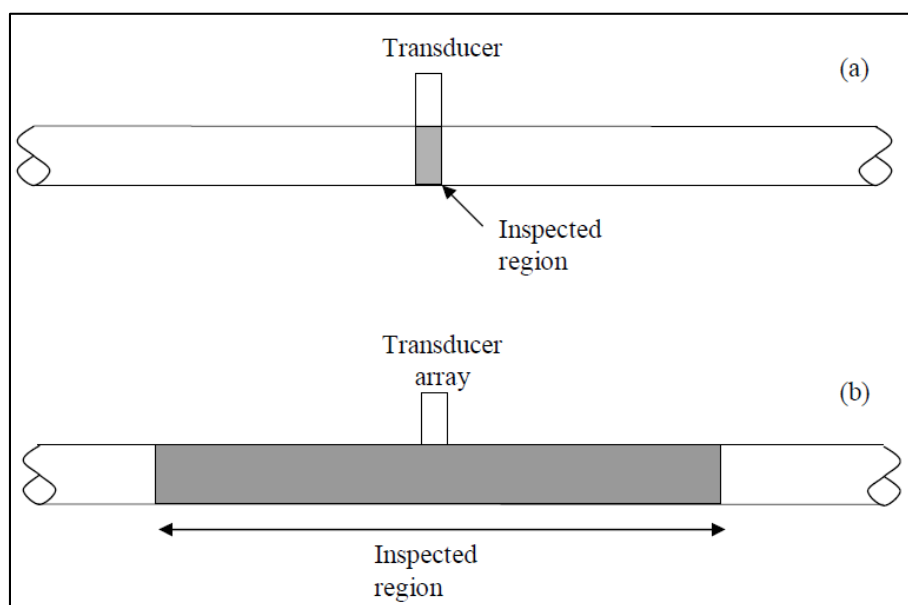 Transducer
(a)
Inspected
region
Transducer
array
(b)
Inspected
region